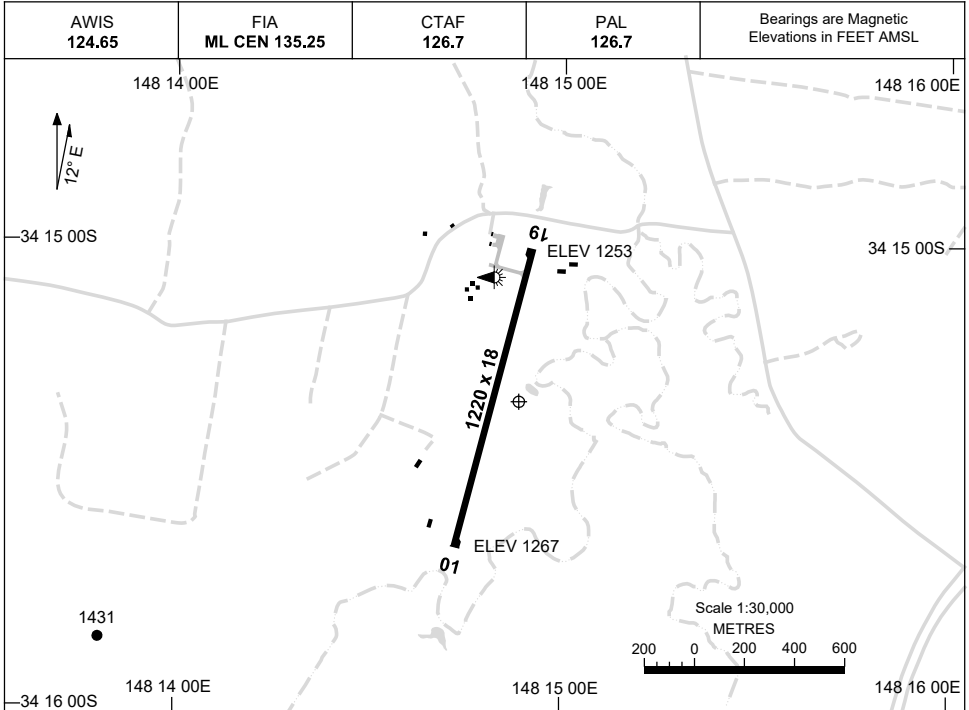 AWIS
124.65
FIA
ML CEN 135.25
CTAF
126.7
PAL
126.7
Bearings are Magnetic
Elevations in FEET AMSL
148 14 00E
148 15 00E
148 16 00E
12° E
34 15 00S
34 15 00S
19
ELEV 1253
1220 x 18
ELEV 1267
01
1431
Scale 1:30,000
METRES
200 0 200 400 600
34 16 00S
148 14 00E
148 15 00E
148 16 00E